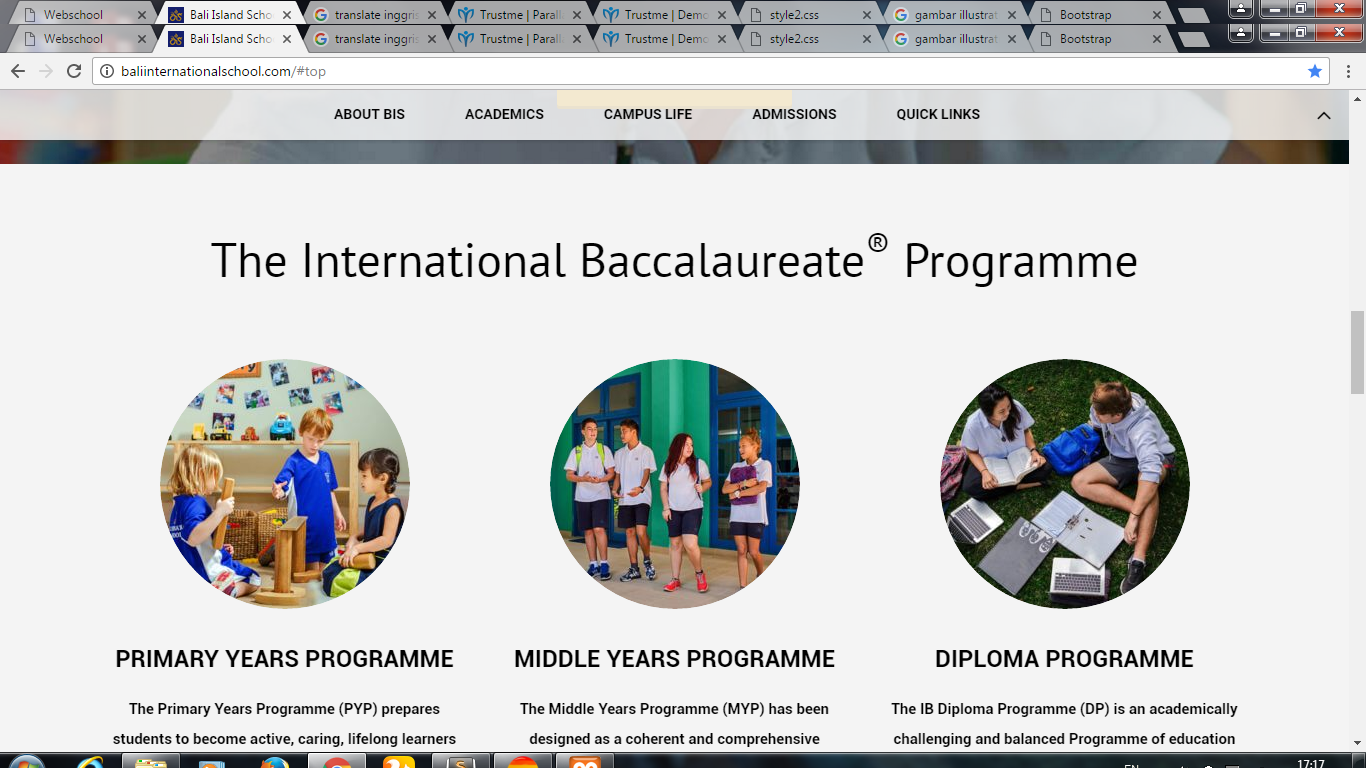 Webschool
Bali Island Scho
translate inggris
Trustme | Parall
Trustme | Demo
style2.css
gambar illustrat
Bootstrap
Webschool
Bali Island Scho
translate inggris
Trustme | Parall
Trustme | Demo
style2.css
gambar illustrat
Bootstrap
baliinternationalschool.com/#top
ABOUT BIS
ACADEMICS
CAMPUS LIFE
ADMISSIONS
QUICK LINKS
The International Baccalaureate® Programme
PRIMARY YEARS PROGRAMME
The Primary Years Programme (PYP) prepares
students to become active, caring, lifelong learners
MIDDLE YEARS PROGRAMME
The Middle Years Programme (MYP) has been
designed as a coherent and comprehensive
DIPLOMA PROGRAMME
The IB Diploma Programme (DP) is an academically
challenging and balanced Programme of education
EN
17:17